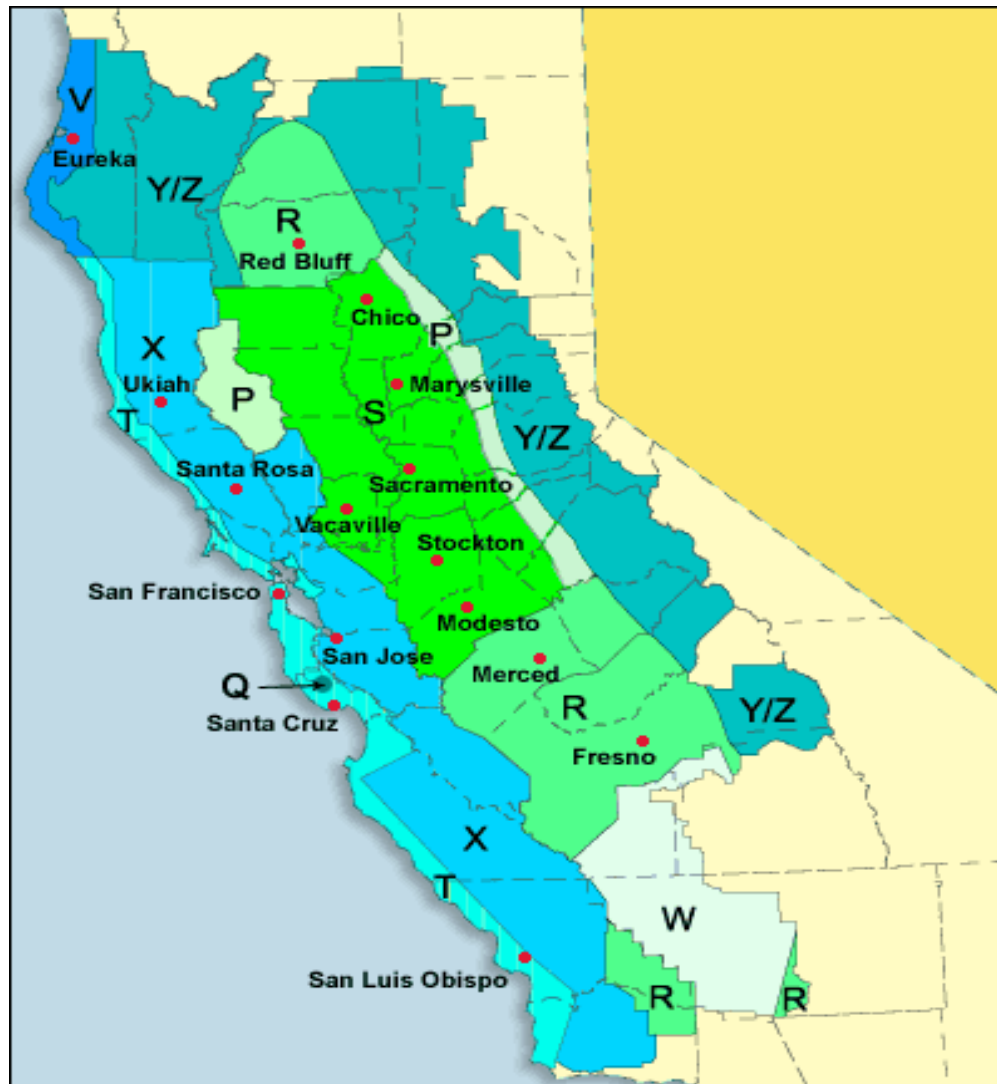 V
Eureka
Y/Z
R
Red Bluff
Chico
P
X
Ukiah
P
Marysville
T
S
Y/Z
Santa Rosa
Sacramento
Vacaville
Stockton
San Francisco
Modesto
San Jose
Merced
Q
Santa Cruz
R
Y/Z
Fresno
X
T
W
San Luis Obispo
R
R